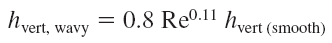 h_vert, wavy = 0.8 Re^0.11 h_vert (smooth)